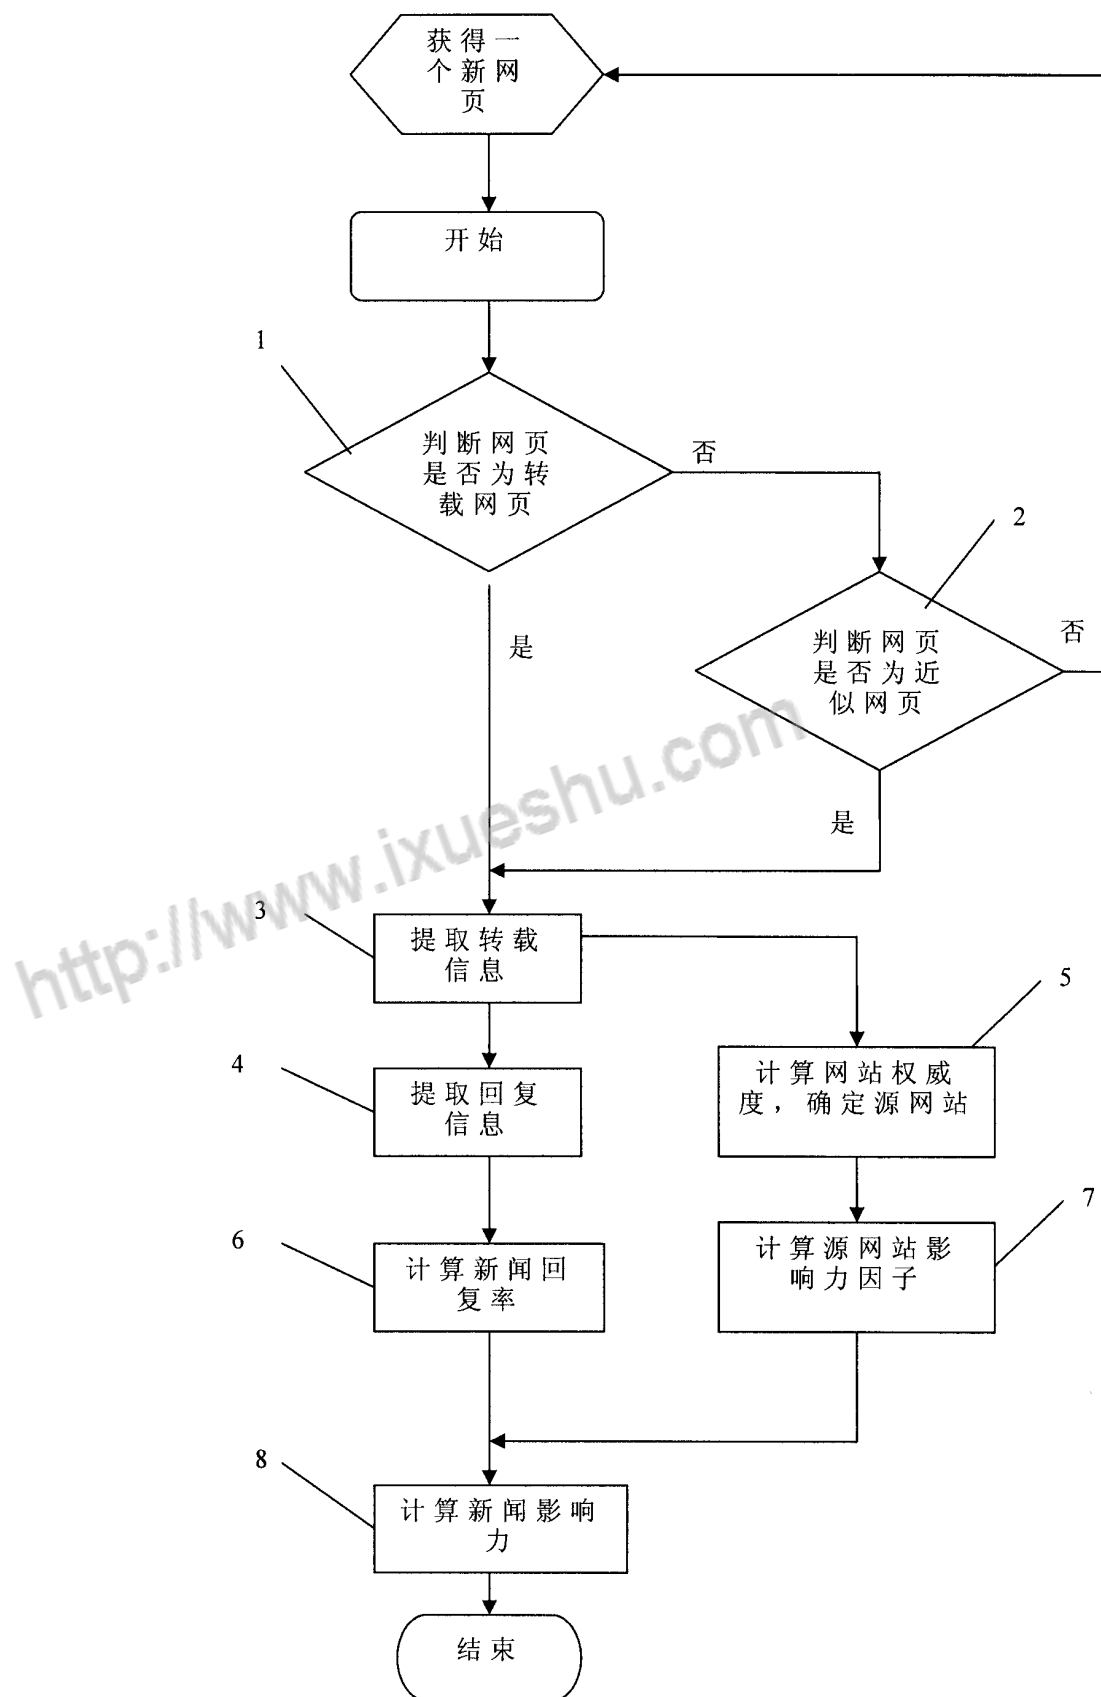 获得一
个新网
页
开始
1
判断网页
是否为转
载网页
否
2
是
判断网页
是否为近
似网页
否
是
http://www.ixueshu.com
3
提取转载
信息
5
4
提取回复
信息
计算网站权威
度，确定源网站
7
6
计算新闻回
复率
计算源网站影
响力因子
8
计算新闻影响
力
结束